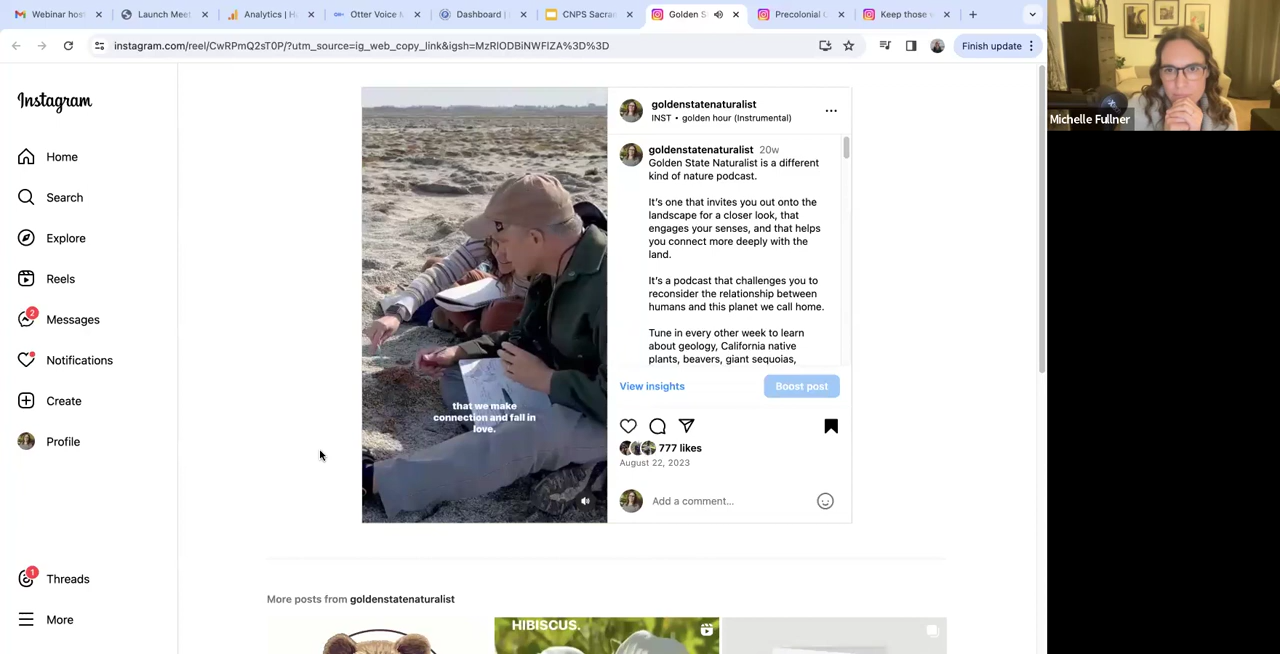 Webinar host
Launch Meet
Analytics | H
Otter Voice M
Dashboard |
CNPS Sacra
Golden S
Precolonial
Keep those
instagram.com/reel/CwRPmQ2sT0P/?utm_source=ig_web_copy_link&igsh=MzRlODBiNWFlZA%3D%3D
Finish update
Michelle Fullner
Instagram
Home
Search
Explore
Reels
2
Messages
Notifications
Create
Profile
1
Threads
More
that we make
connection and fall in
love.
goldenstatenaturalist
INST • golden hour (Instrumental)
goldenstatenaturalist 20w
Golden State Naturalist is a different
kind of nature podcast.
It's one that invites you out onto the
landscape for a closer look, that
engages your senses, and that helps
you connect more deeply with the
land.
It's a podcast that challenges you to
reconsider the relationship between
humans and this planet we call home.
Tune in every other week to learn
about geology, California native
plants, beavers, giant sequoias,
View insights
Boost post
777 likes
August 22, 2023
Add a comment...
More posts from goldenstatenaturalist
HIBISCUS.